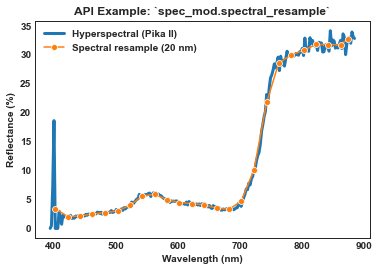 API Example: `spec_mod.spectral_resample`
Hyperspectral (Pika II)
Spectral resample (20 nm)
Reflectance (%)
35
30
25
20
15
10
5
0
400 500 600 700 800 900
Wavelength (nm)